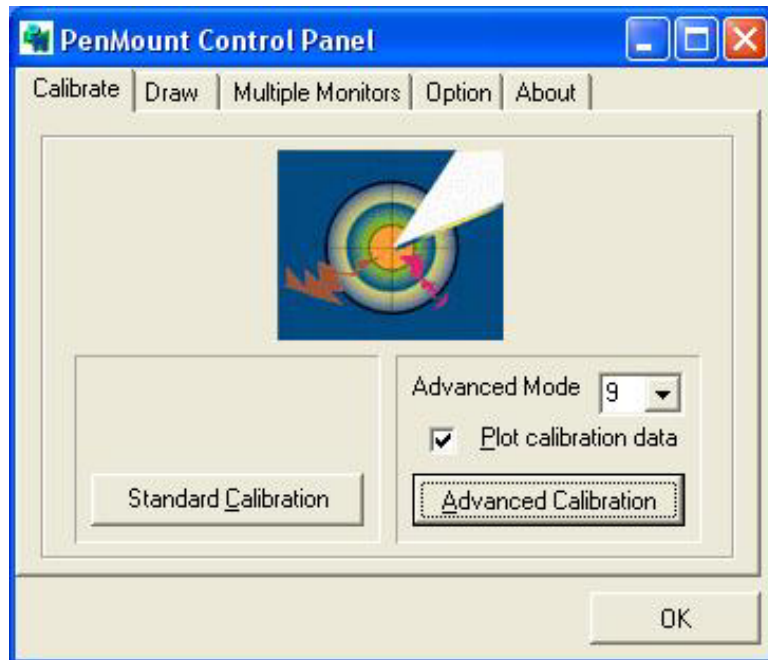 PenMount Control Panel
Calibrate Draw Multiple Monitors Option About
Advanced Mode 9
Plot calibration data
Standard Calibration Advanced Calibration
OK